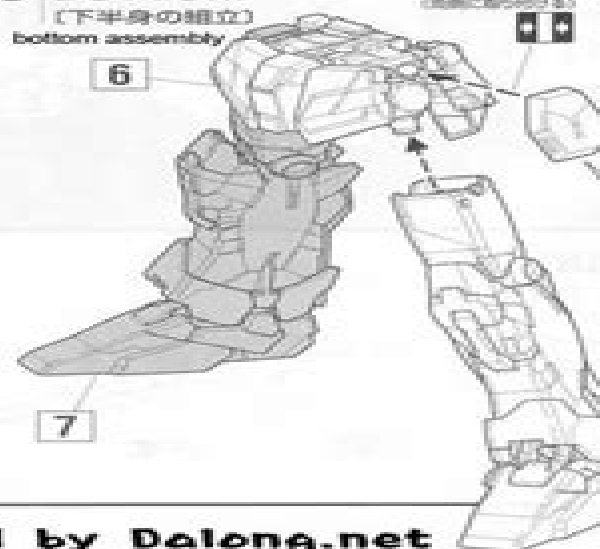 [下半身の組立]
bottom assembly
6
7
by Dalong.net